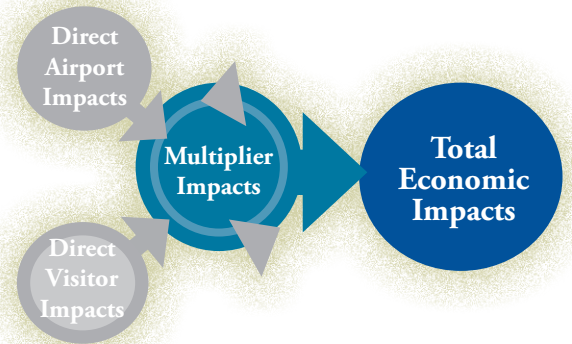 Direct
Airport
Impacts
Multiplier
Impacts
Total
Economic
Impacts
Direct
Visitor
Impacts